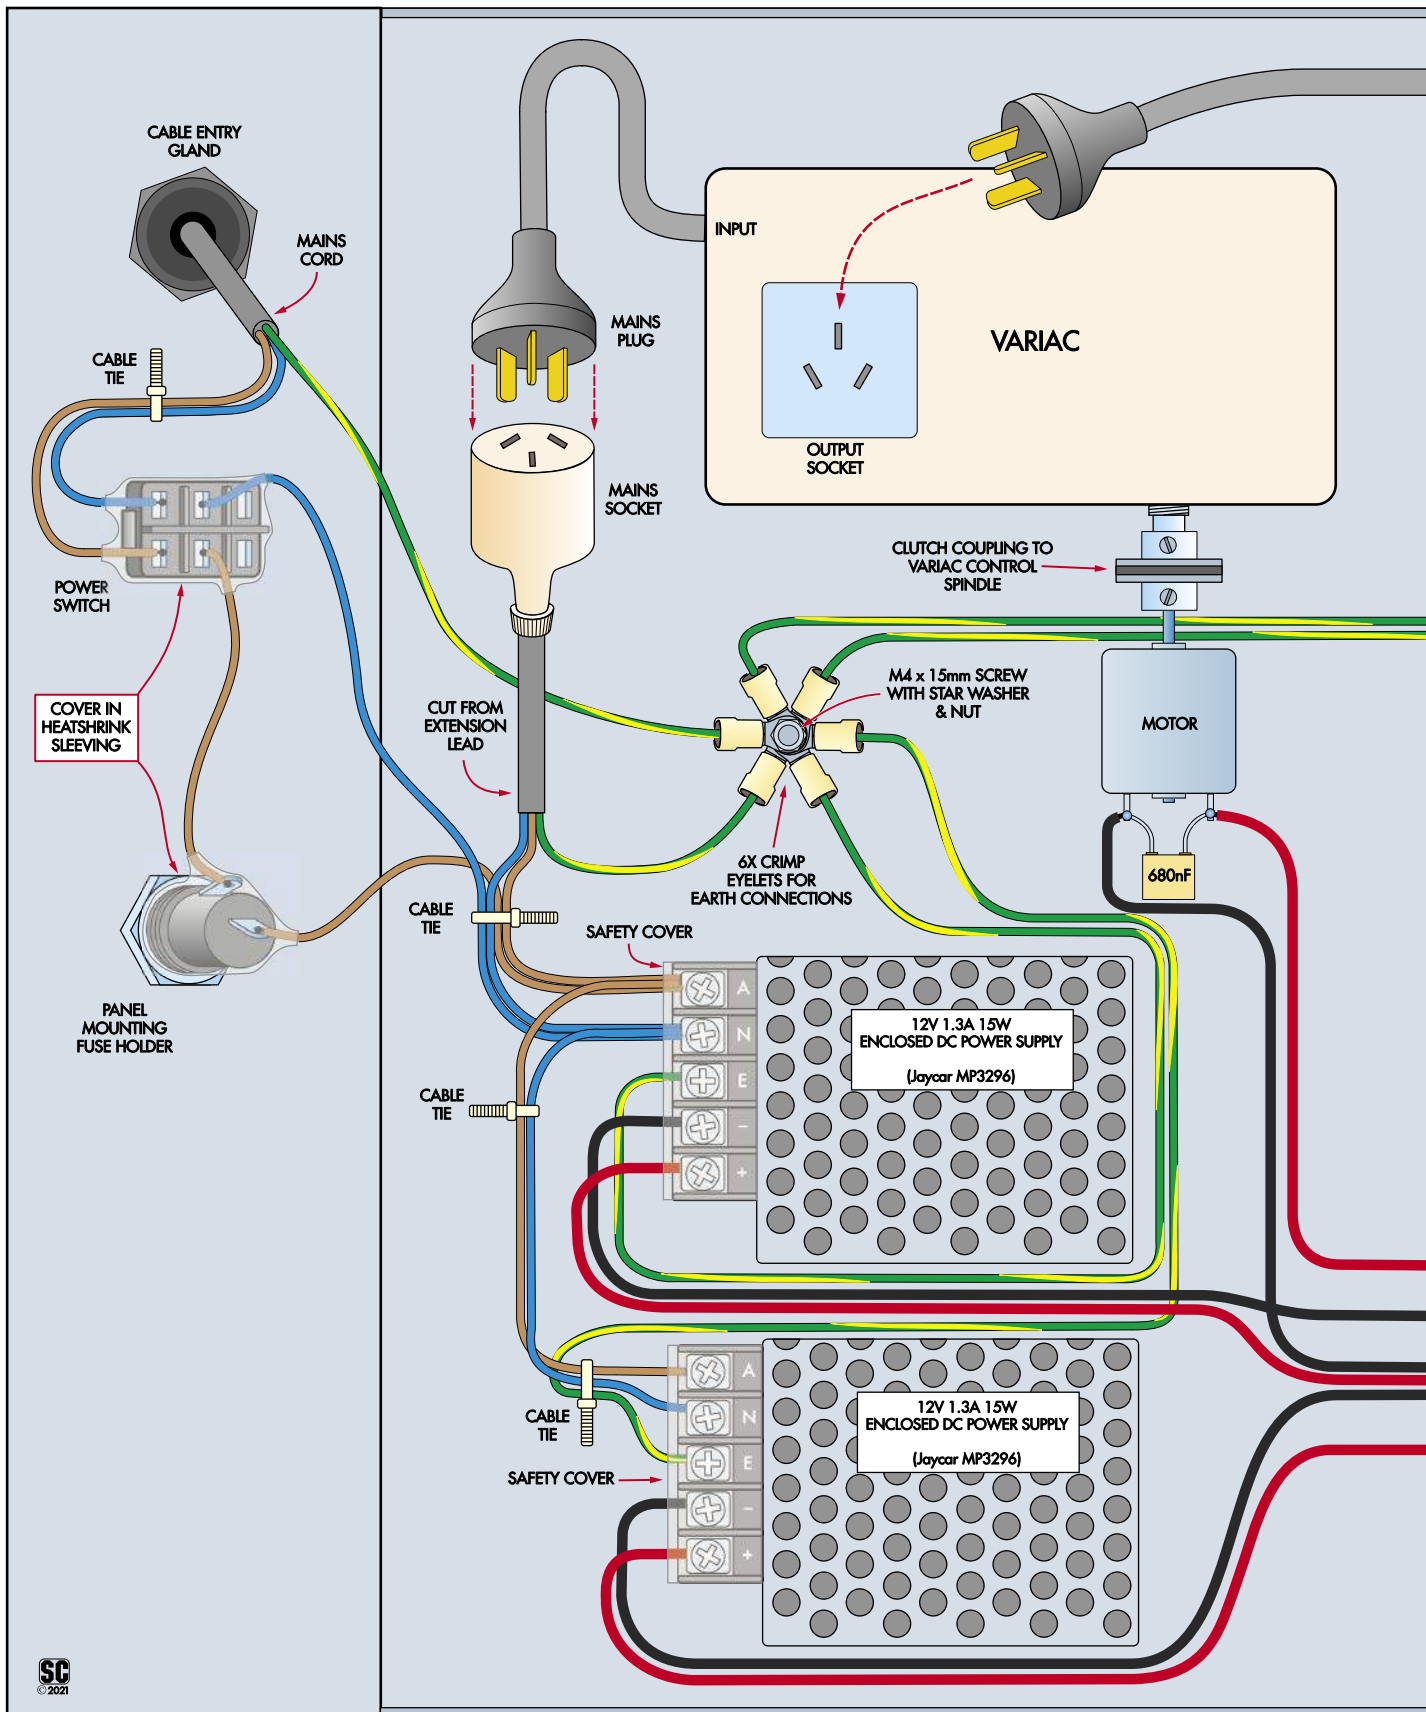 CABLE ENTRY
GLAND
MAINS
CORD
CABLE
TIE
INPUT
MAINS
PLUG
VARIAC
OUTPUT
SOCKET
MAINS
SOCKET
POWER
SWITCH
CLUTCH COUPLING TO
VARIAC CONTROL
SPINDLE
COVER IN
HEATSHRINK
SLEEVING
CUT FROM
EXTENSION
LEAD
M4 x 15mm SCREW
WITH STAR WASHER
& NUT
MOTOR
680nF
6X CRIMP
EYELETS FOR
EARTH CONNECTIONS
CABLE
TIE
SAFETY COVER
PANEL
MOUNTING
FUSE HOLDER
A
N
E
–
+
12V 1.3A 15W
ENCLOSED DC POWER SUPPLY
(Jaycar MP3296)
CABLE
TIE
A
N
E
–
+
12V 1.3A 15W
ENCLOSED DC POWER SUPPLY
(Jaycar MP3296)
CABLE
TIE
SAFETY COVER
SC
©2021